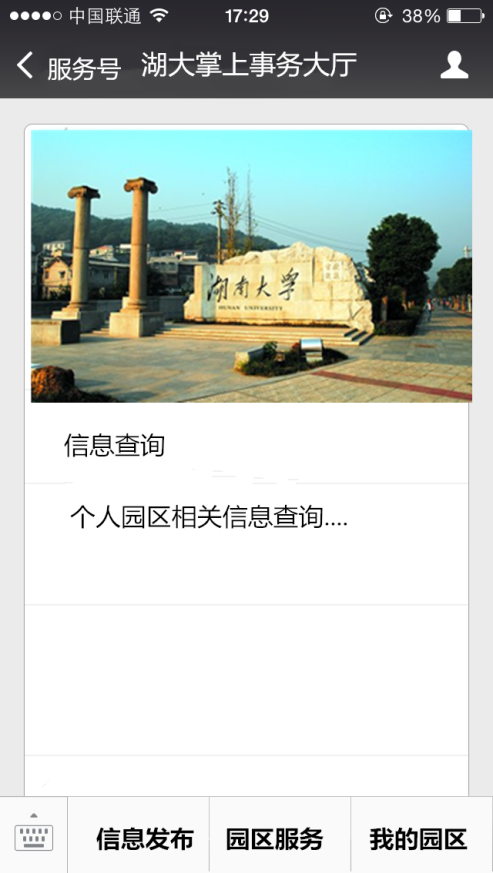 中国联通 17:29 38%
服务号 湖大掌上事务大厅
湖南大学
HUNAN UNIVERSITY
信息查询
个人园区相关信息查询....
信息发布 园区服务 我的园区